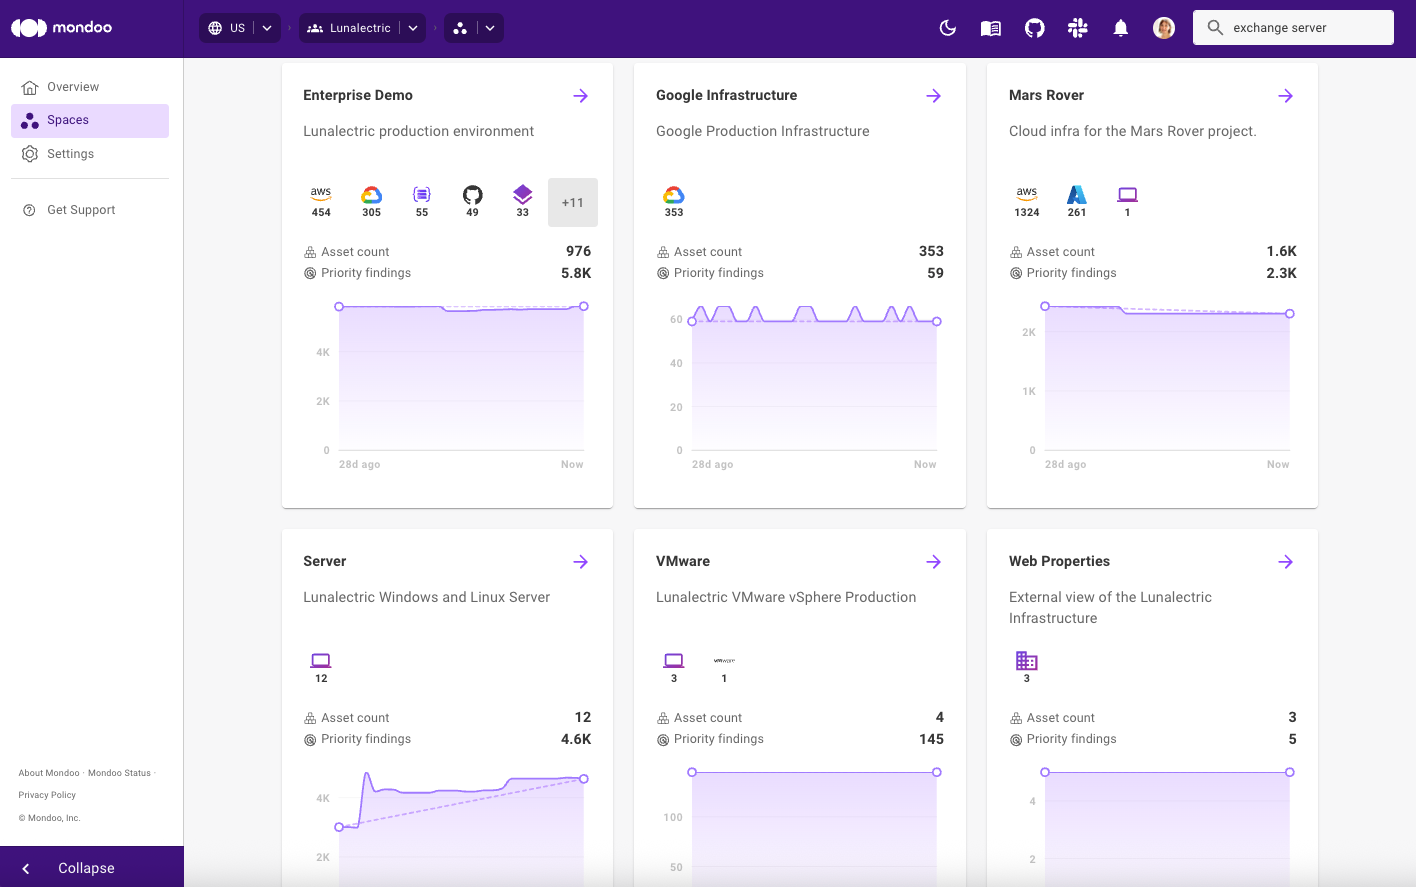 mondoo
US
Lunalectric
exchange server
Overview
Spaces
Settings
Get Support
Enterprise Demo
Lunalectric production environment
aws
454
305
55
49
33
+11
Asset count 976
Priority findings 5.8K
4K
2K
0
28d ago Now
Google Infrastructure
Google Production Infrastructure
353
Asset count 353
Priority findings 59
60
40
20
0
28d ago Now
Mars Rover
Cloud infra for the Mars Rover project.
aws
1324
261
1
Asset count 1.6K
Priority findings 2.3K
2K
1K
0
28d ago Now
Server
Lunalectric Windows and Linux Server
12
Asset count 12
Priority findings 4.6K
4K
2K
VMware
Lunalectric VMware vSphere Production
3
vmware
1
Asset count 4
Priority findings 145
100
50
Web Properties
External view of the Lunalectric
Infrastructure
3
Asset count 3
Priority findings 5
4
2
About Mondoo · Mondoo Status ·
Privacy Policy
© Mondoo, Inc.
Collapse